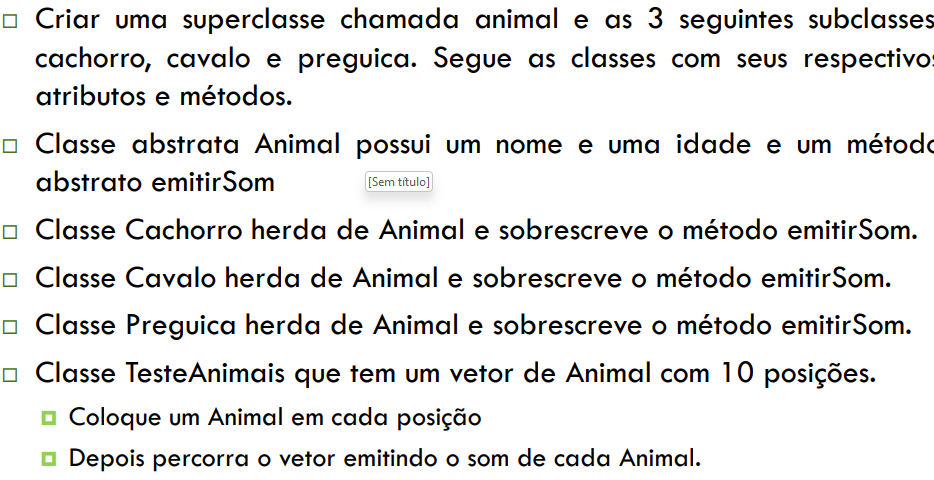 Criar uma superclasse chamada animal e as 3 seguintes subclasses
cachorro, cavalo e preguica. Segue as classes com seus respectivos
atributos e métodos.
Classe abstrata Animal possui um nome e uma idade e um método
abstrato emitirSom
[Sem título]
Classe Cachorro herda de Animal e sobrescreve o método emitirSom.
Classe Cavalo herda de Animal e sobrescreve o método emitirSom.
Classe Preguica herda de Animal e sobrescreve o método emitirSom.
Classe TesteAnimais que tem um vetor de Animal com 10 posições.
Coloque um Animal em cada posição
Depois percorra o vetor emitindo o som de cada Animal.